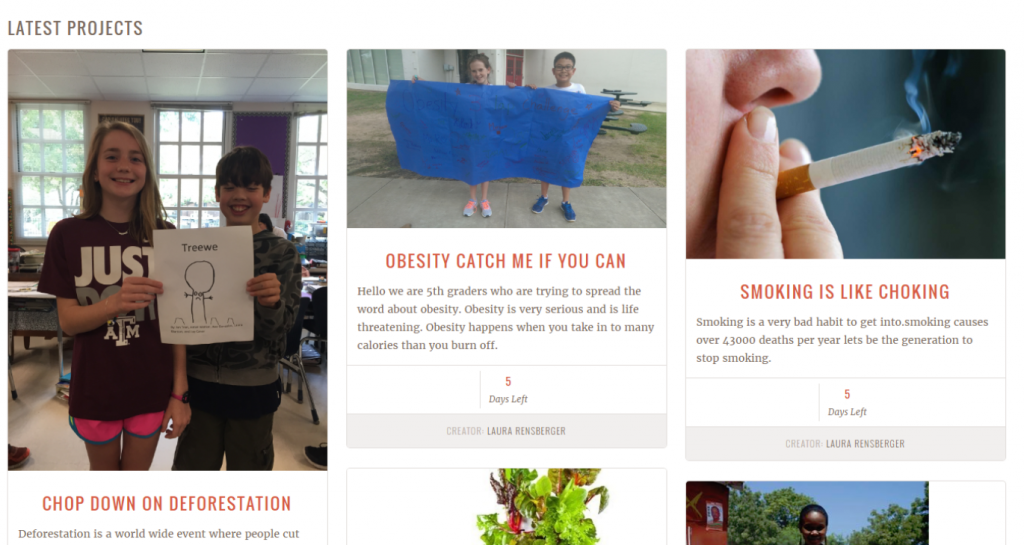 LATEST PROJECTS
JUST
DO
A&M
Treewe
CHOP DOWN ON DEFORESTATION
Deforestation is a world wide event where people cut
OBESITY CATCH ME IF YOU CAN
Hello we are 5th graders who are trying to spread the
word about obesity. Obesity is very serious and is life
threatening. Obesity happens when you take in to many
calories than you burn off.
5
Days Left
CREATOR: LAURA RENSBERGER
SMOKING IS LIKE CHOKING
Smoking is a very bad habit to get into.smoking causes
over 43000 deaths per year lets be the generation to
stop smoking.
5
Days Left
CREATOR: LAURA RENSBERGER